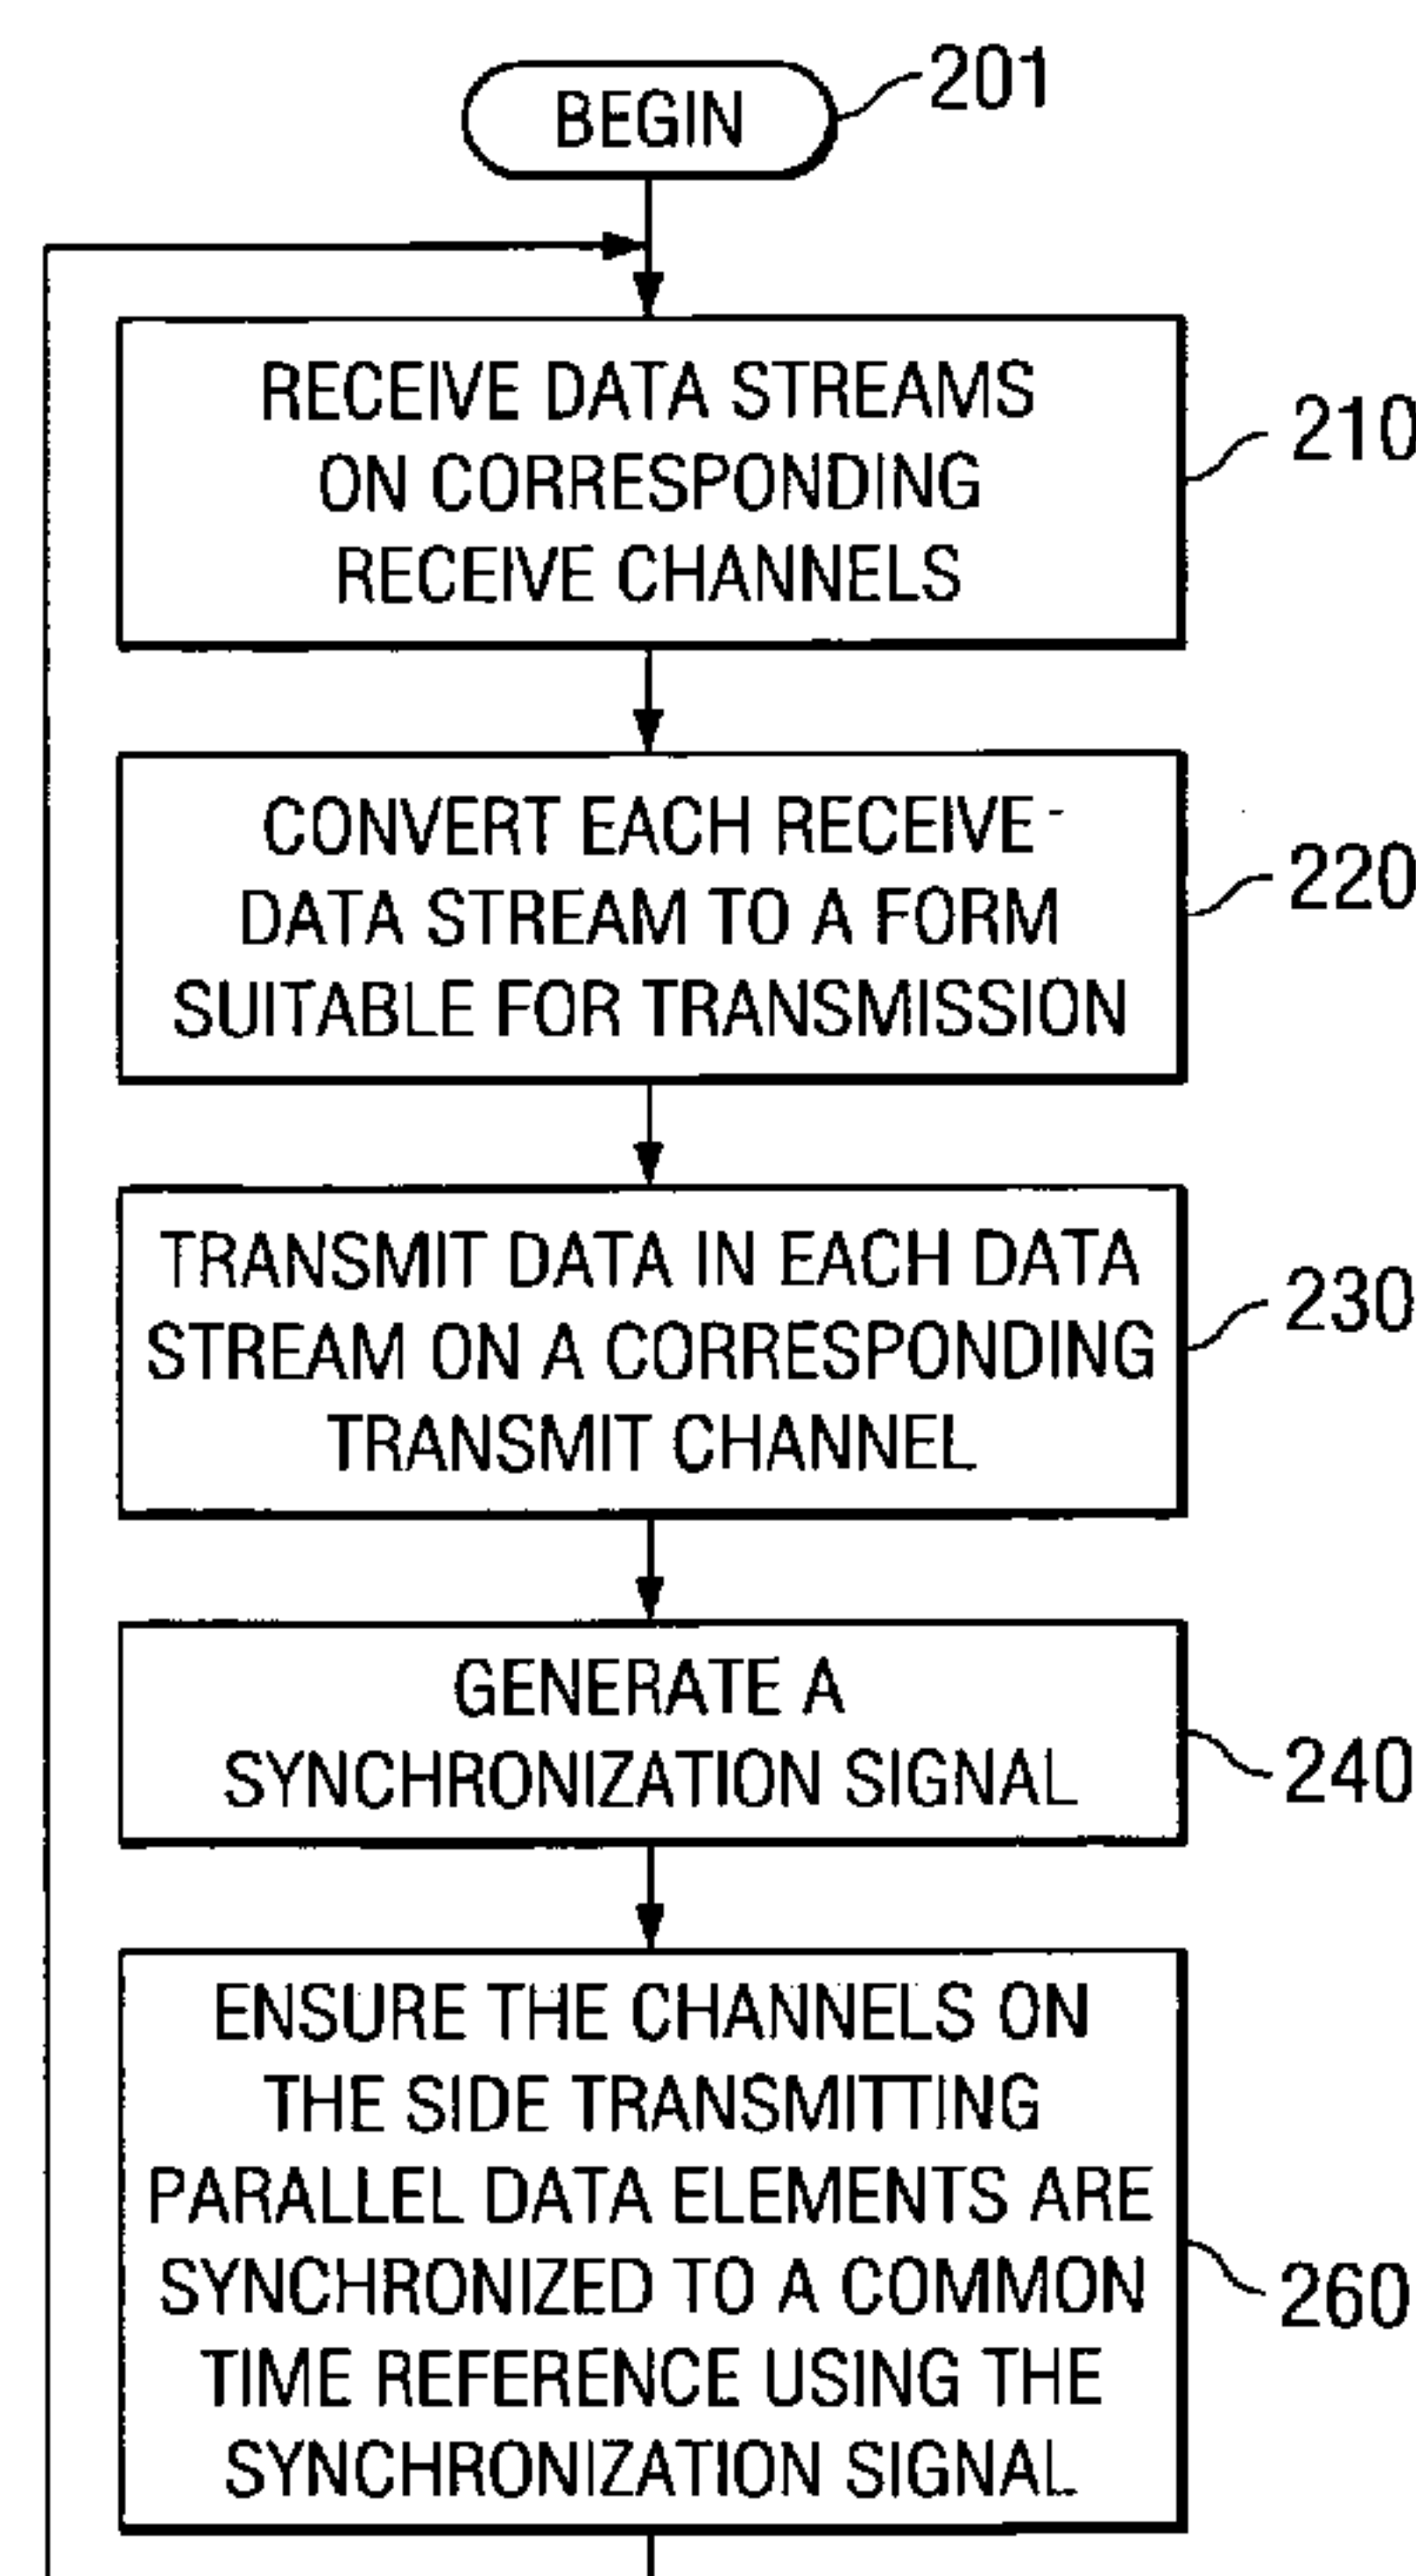 BEGIN
201
RECEIVE DATA STREAMS
ON CORRESPONDING
RECEIVE CHANNELS
210
CONVERT EACH RECEIVE
DATA STREAM TO A FORM
SUITABLE FOR TRANSMISSION
220
TRANSMIT DATA IN EACH DATA
STREAM ON A CORRESPONDING
TRANSMIT CHANNEL
230
GENERATE A
SYNCHRONIZATION SIGNAL
240
ENSURE THE CHANNELS ON
THE SIDE TRANSMITTING
PARALLEL DATA ELEMENTS ARE
SYNCHRONIZED TO A COMMON
TIME REFERENCE USING THE
SYNCHRONIZATION SIGNAL
260